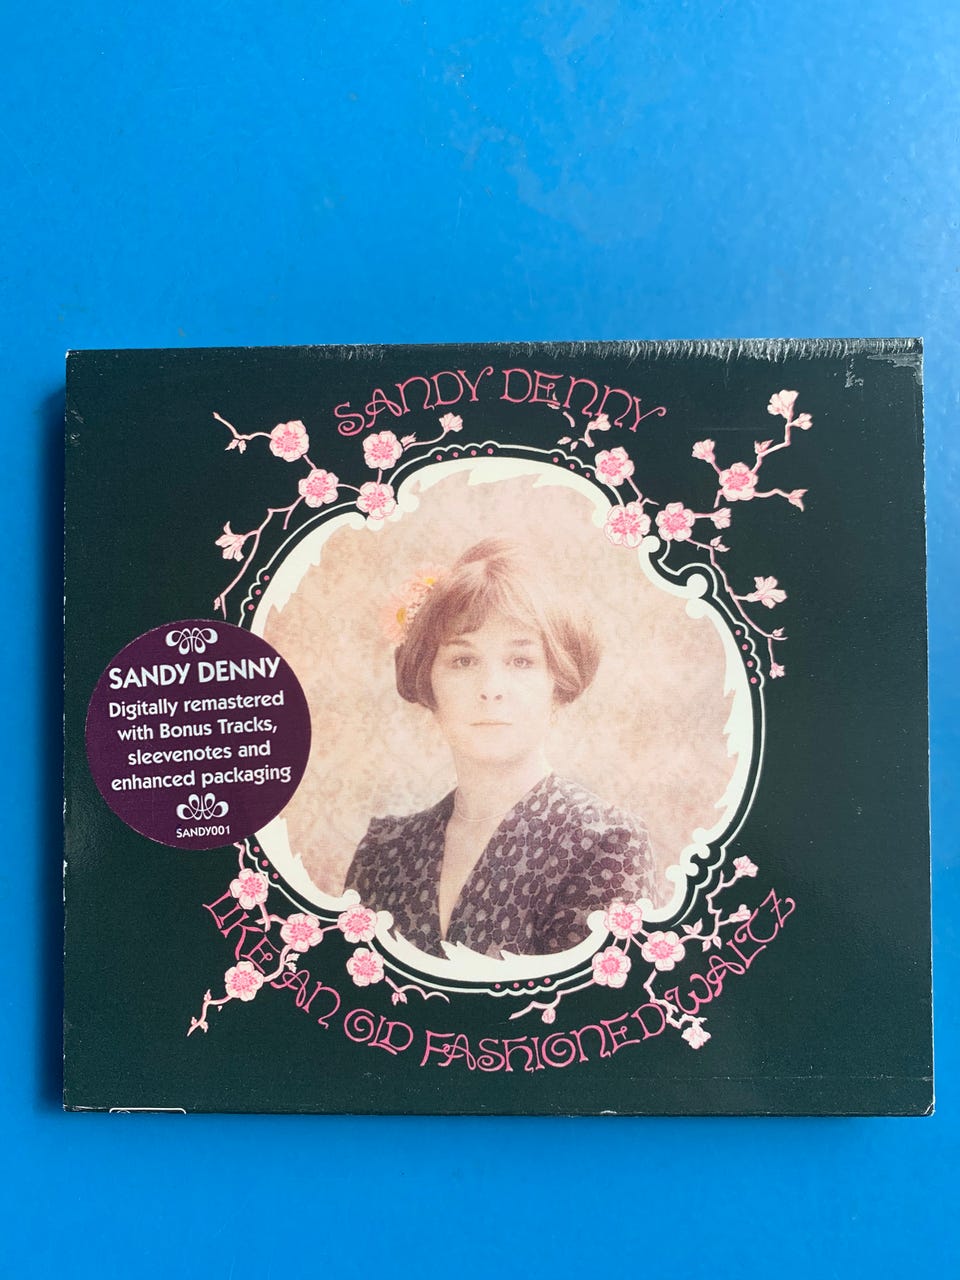 SANDY DENNY
SANDY DENNY
Digitally remastered
with Bonus Tracks,
sleevenotes and
enhanced packaging
SANDY001
LIKE AN OLD FASHIONED WALTZ